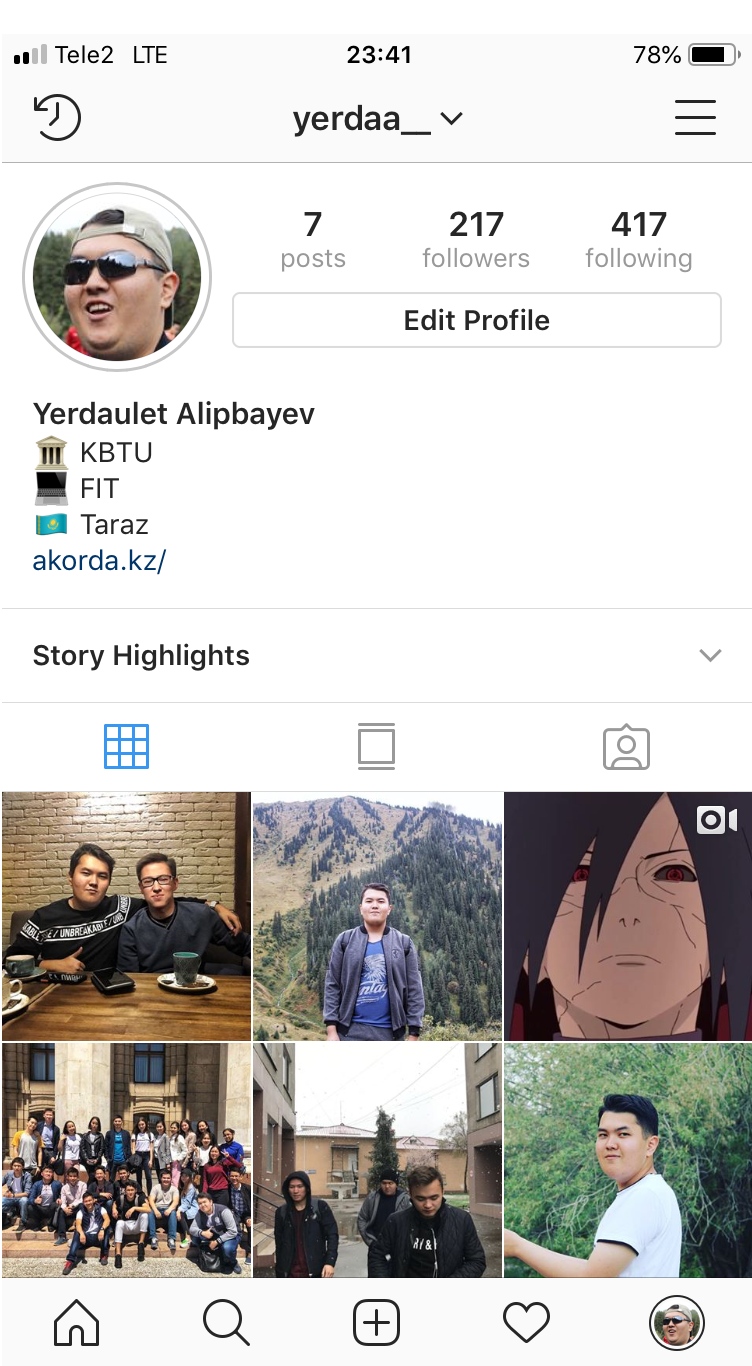 Tele2 LTE 23:41 78%
yerdaa__
7 217 417
posts followers following
Edit Profile
Yerdaulet Alipbayev
KBTU
FIT
Taraz
akorda.kz/
Story Highlights
UNBREAKABLE